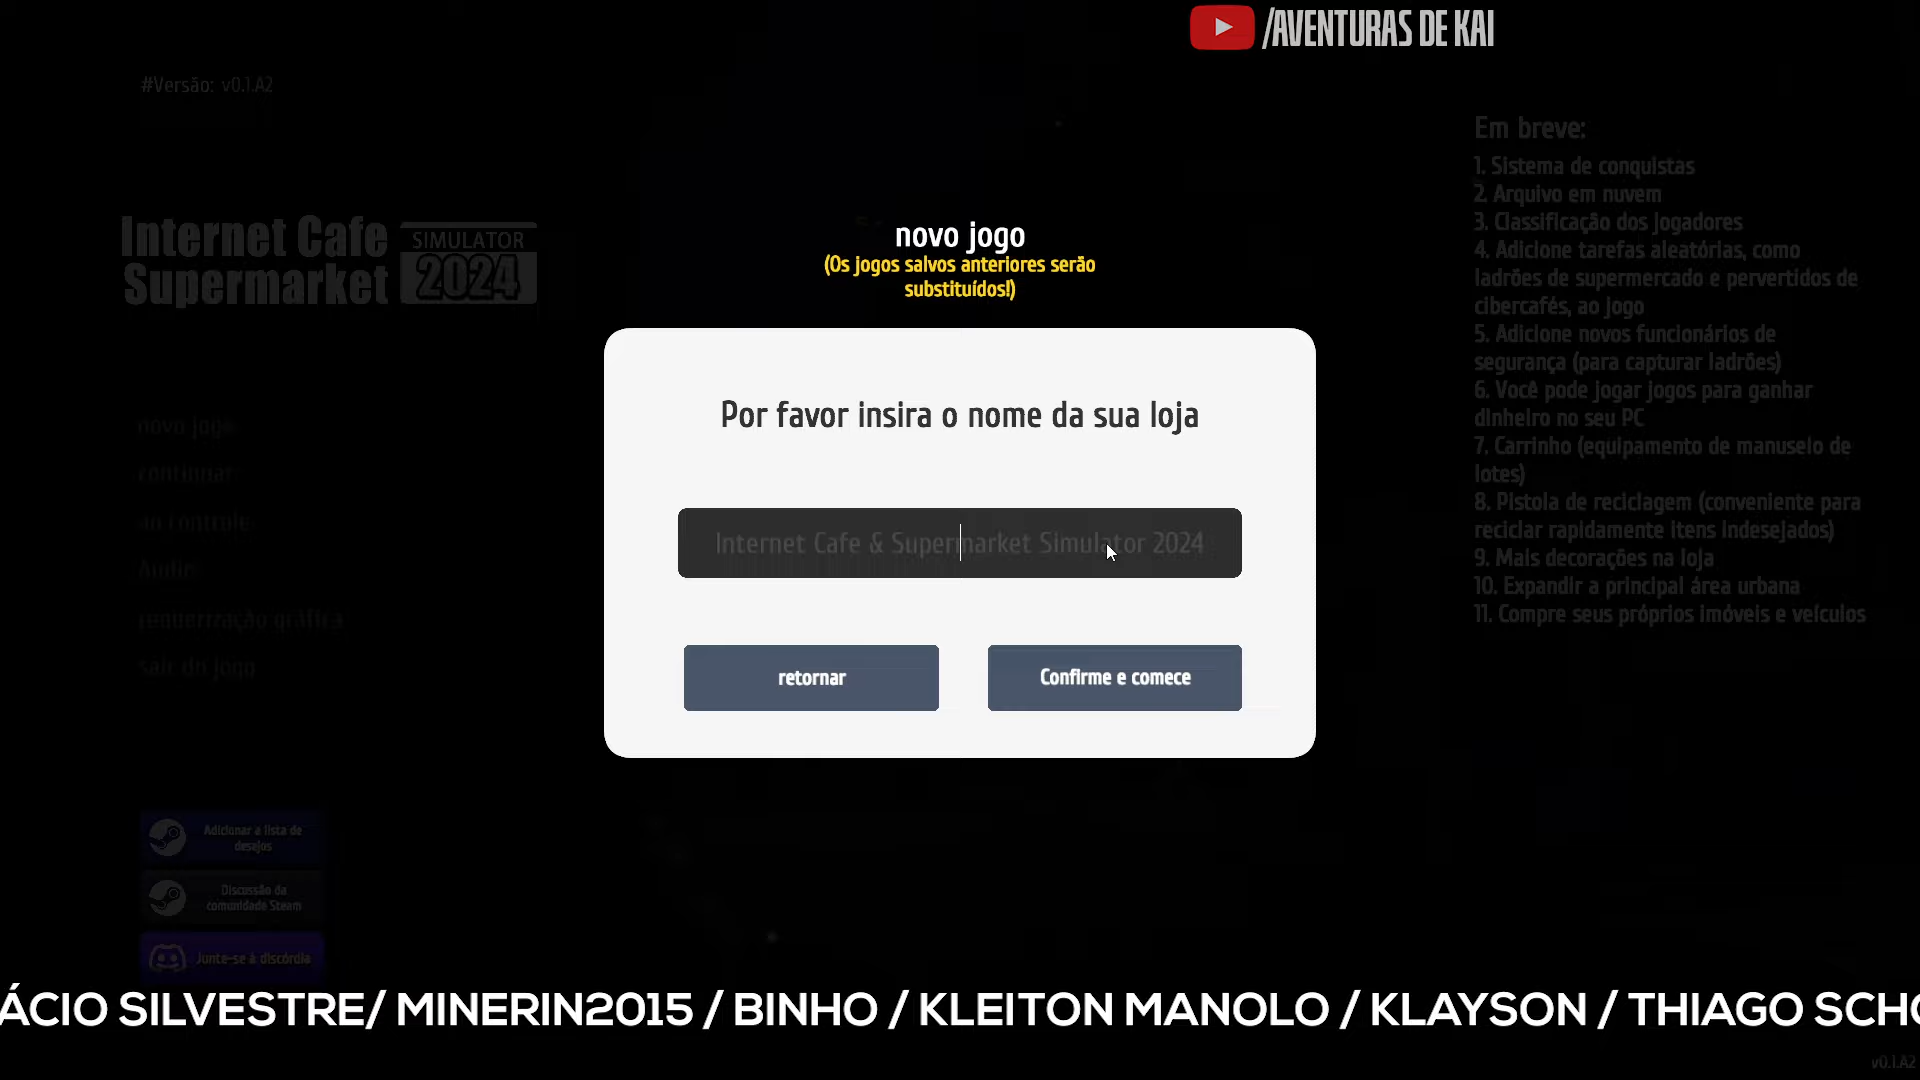 /AVENTURAS DE KAI
#Versão: v0.1.A2
Internet Cafe
Supermarket
SIMULATOR
2024
novo jogo
(Os jogos salvos anteriores serão
substituídos!)
Por favor insira o nome da sua loja
Internet Cafe & Supermarket Simulator 2024
retornar
Confirme e comece
novo jogo
continuar
ao controle
Audio
renderização gráfica
sair do jogo
Em breve:
1. Sistema de conquistas
2. Arquivo em nuvem
3. Classificação dos jogadores
4. Adicione tarefas aleatórias, como
ladrões de supermercado e pervertidos de
cibercafés, ao jogo
5. Adicione novos funcionários de
segurança (para capturar ladrões)
6. Você pode jogar jogos para ganhar
dinheiro no seu PC
7. Carrinho (equipamento de manuseio de
lotes)
8. Pistola de reciclagem (conveniente para
reciclar rapidamente itens indesejados)
9. Mais decorações na loja
10. Expandir a principal área urbana
11. Compre seus próprios imóveis e veículos
Adicionar a lista de
desejos
Discussão da
comunidade Steam
Junte-se à discórdia
ÁCIO SILVESTRE/ MINERIN2015 / BINHO / KLEITON MANOLO / KLAYSON / THIAGO SCHO
v0.1.A2